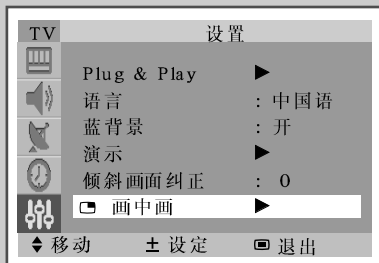 TV 设置
Plug & Play ▶
语言 : 中国语
蓝背景 : 开
演示 ▶
倾斜画面纠正 : 0
画中画 ▶
移动 ± 设定 退出